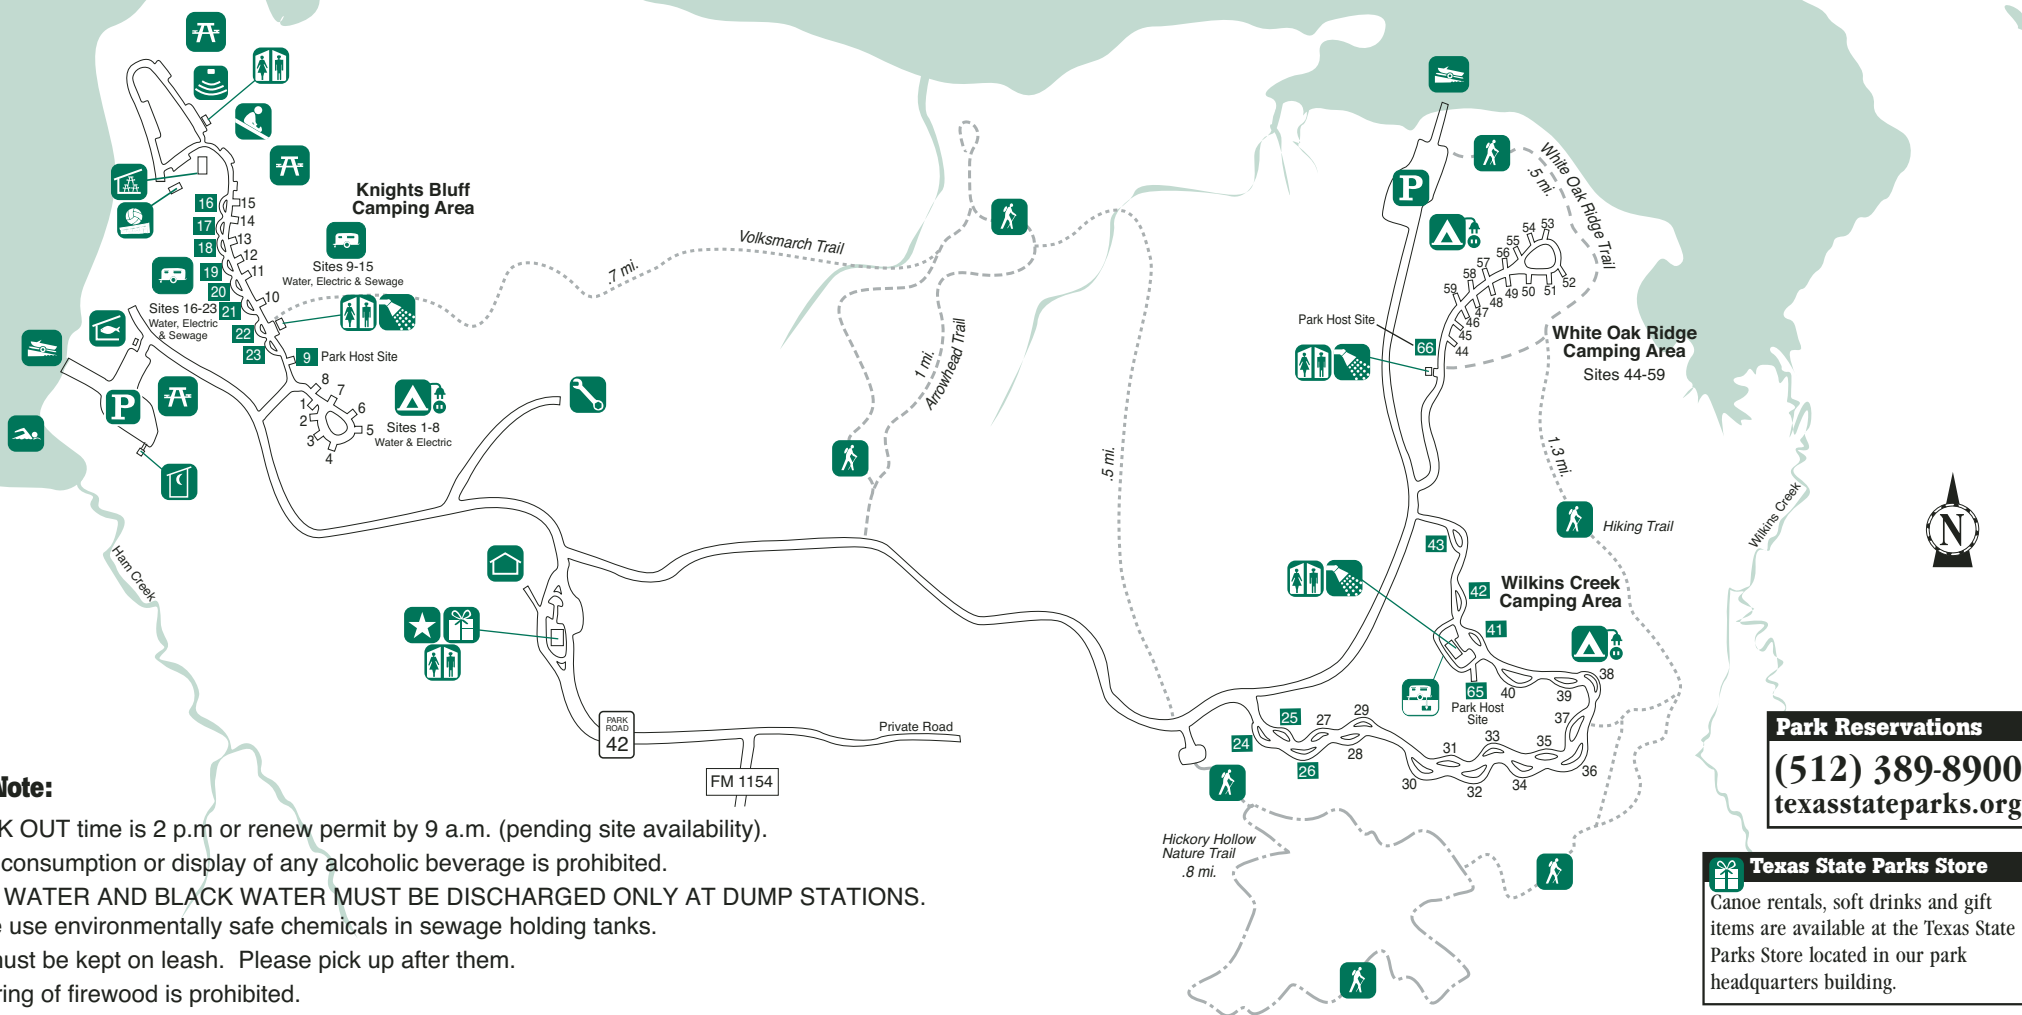 Knights Bluff
Camping Area
16
17
18
19
20
21
22
23
15
14
13
12
11
10
Sites 9-15
Water, Electric & Sewage
Sites 16-23
Water, Electric
& Sewage
9 Park Host Site
8
7
6
5
4
3
2
1
Sites 1-8
Water & Electric
P
Volksmarch Trail
.7 mi.
1 mi.
Arrowhead Trail
.5 mi.
Ham Creek
PARK
ROAD
42
FM 1154
Private Road
P
White Oak Ridge Trail
.5 mi.
53
54
55
56
57
58
59
52
51
50
49
48
47
46
45
44
Park Host Site
66
White Oak Ridge
Camping Area
Sites 44-59
1.3 mi.
Hiking Trail
Wilkins Creek
N
43
42
41
Wilkins Creek
Camping Area
65
Park Host
Site
40
39
38
37
36
35
34
33
32
31
30
29
28
27
26
25
24
Hickory Hollow
Nature Trail
.8 mi.
Note:
K OUT time is 2 p.m or renew permit by 9 a.m. (pending site availability).
consumption or display of any alcoholic beverage is prohibited.
WATER AND BLACK WATER MUST BE DISCHARGED ONLY AT DUMP STATIONS.
e use environmentally safe chemicals in sewage holding tanks.
must be kept on leash. Please pick up after them.
ring of firewood is prohibited.
Park Reservations
(512) 389-8900
texasstateparks.org
Texas State Parks Store
Canoe rentals, soft drinks and gift
items are available at the Texas State
Parks Store located in our park
headquarters building.